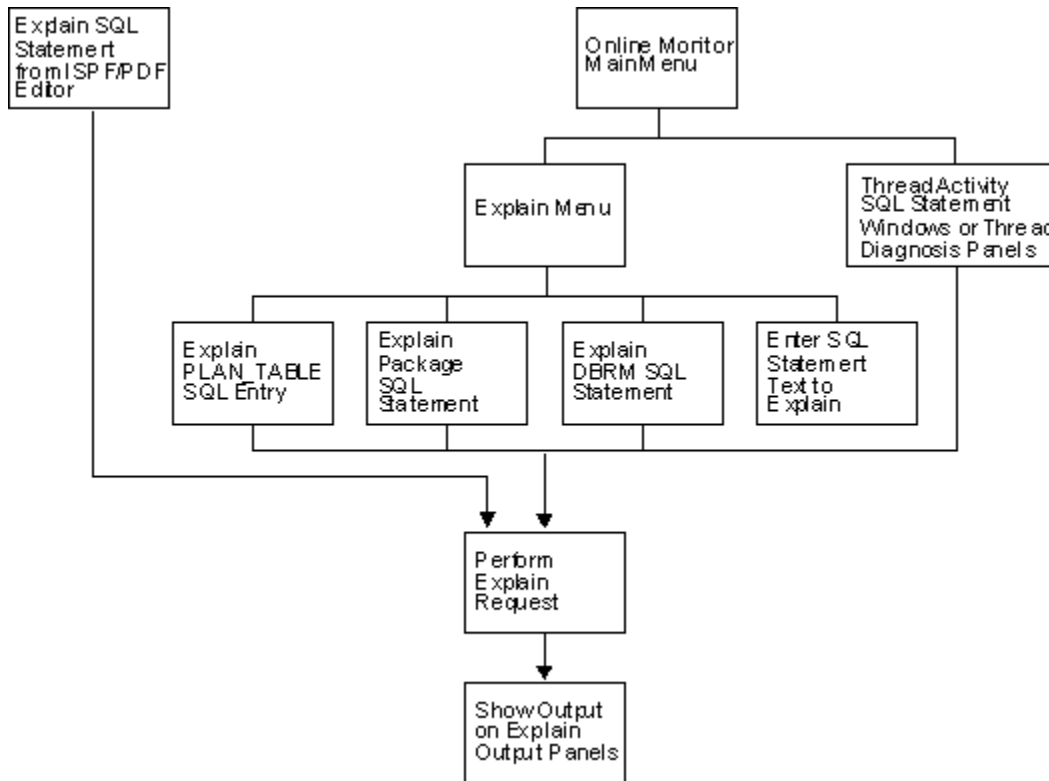 Explain SQL
Statement
from ISPF/PDF
Editor
Online Monitor
Main Menu
Explain Menu
Thread Activity
SQL Statement
Windows or Thread
Diagnosis Panels
Explain
PLAN_TABLE
SQL Entry
Explain
Package
SQL
Statement
Explain
DBRM SQL
Statement
Enter SQL
Statement
Text to
Explain
Perform
Explain
Request
Show Output
on Explain
Output Panels